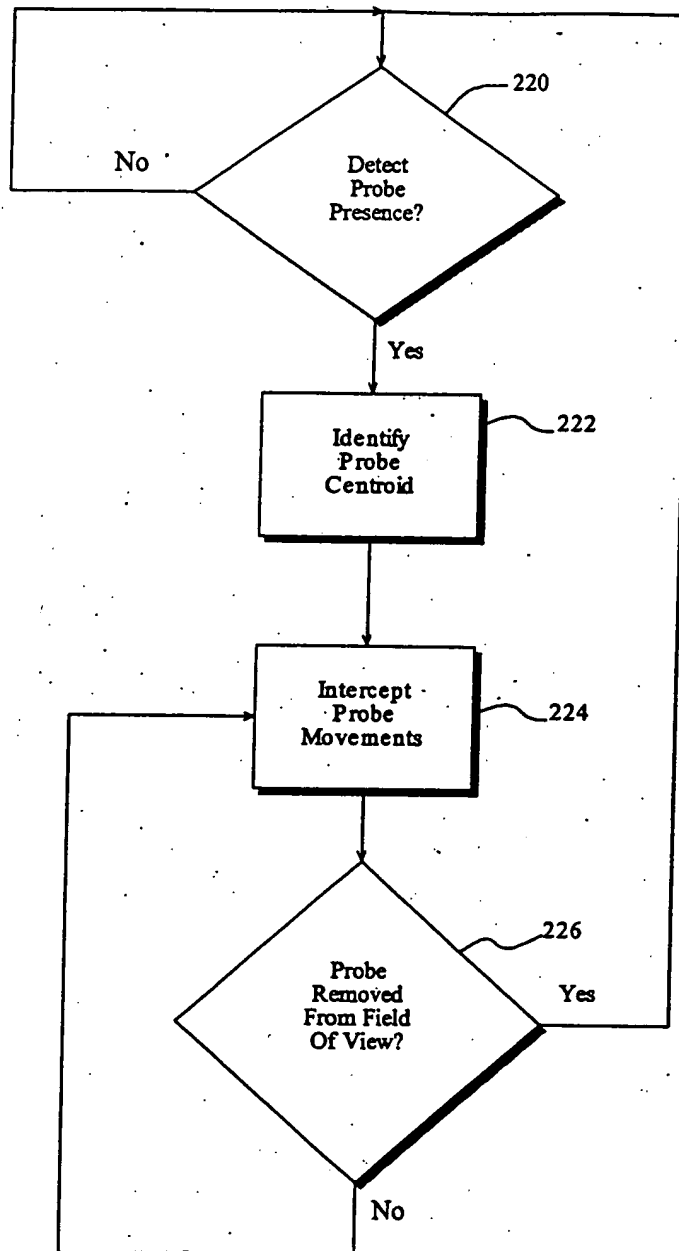 220
No
Detect
Probe
Presence?
Yes
Identify
Probe
Centroid
222
Intercept
Probe
Movements
224
226
Probe
Removed
From Field
Of View?
Yes
No